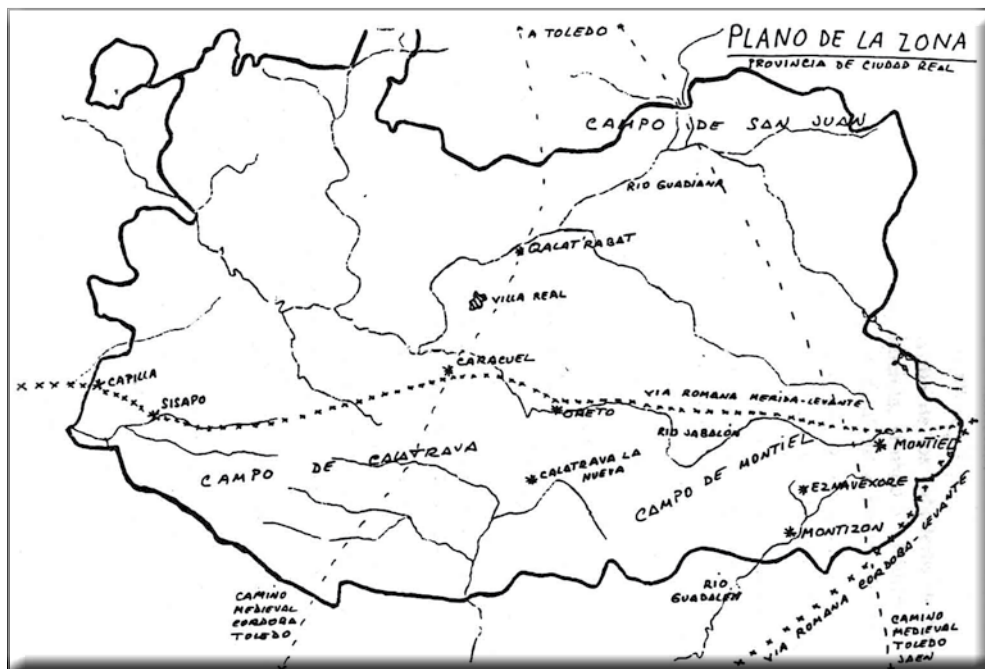 A TOLEDO
PLANO DE LA ZONA
PROVINCIA DE CIUDAD REAL
CAMPO DE SAN JUAN
RIO GUADIANA
QALAT'RABAT
VILLA REAL
CARACUEL
CAPILLA
SISAPO
VIA ROMANA MERIDA-LEVANTE
ORETO
RIO JABALÓN
MONTIEL
CAMPO DE CALATRAVA
CALATRAVA LA
NUEVA
CAMPO DE MONTIEL
EZNAVEXORE
MONTIZON
RIO
GUADALEN
VIA ROMANA CORDOBA-LEVANTE
CAMINO
MEDIEVAL
CORDOBA
TOLEDO
CAMINO
MEDIEVAL
TOLEDO
JAEN